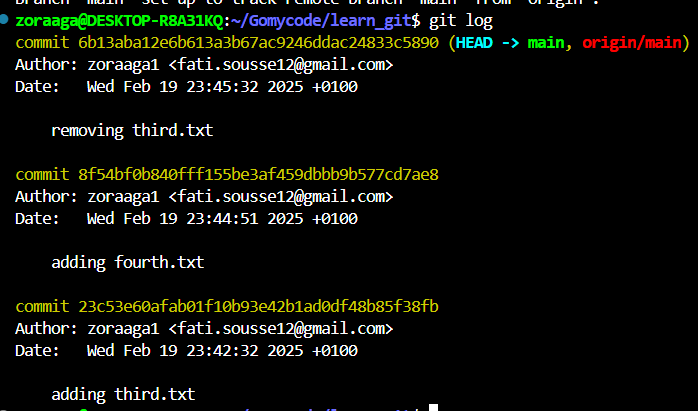 zoraaga@DESKTOP-R8A31KQ:~/Gomycode/learn_git$ git log
commit 6b13aba12e6b613a3b67ac9246ddac24833c5890 (HEAD -> main, origin/main)
Author: zoraaga1 <fati.sousse12@gmail.com>
Date:   Wed Feb 19 23:45:32 2025 +0100
removing third.txt
commit 8f54bf0b840fff155be3af459dbbb9b577cd7ae8
Author: zoraaga1 <fati.sousse12@gmail.com>
Date:   Wed Feb 19 23:44:51 2025 +0100
adding fourth.txt
commit 23c53e60afab01f10b93e42b1ad0df48b85f38fb
Author: zoraaga1 <fati.sousse12@gmail.com>
Date:   Wed Feb 19 23:42:32 2025 +0100
adding third.txt